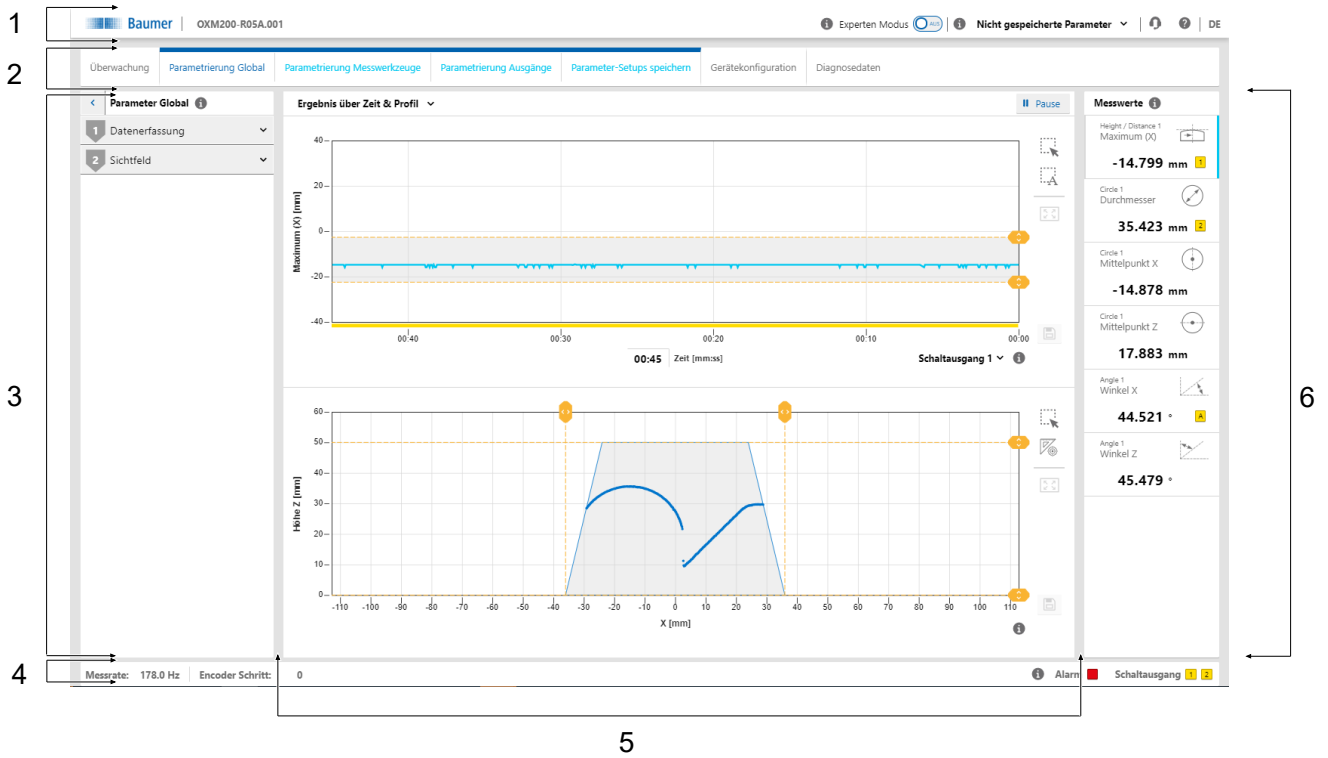 1
Baumer OXM200-R05A.001 Experten Modus AUS Nicht gespeicherte Parameter DE
2
Überwachung Parametrierung Global Parametrierung Messwerkzeuge Parametrierung Ausgänge Parameter-Setups speichern Gerätekonfiguration Diagnosedaten
3
Parameter Global
1 Datenerfassung
2 Sichtfeld
Ergebnis über Zeit & Profil
Pause
Maximum (X) [mm]
40
20
0
-20
-40
00:40 00:30 00:20 00:10 00:00
00:45 Zeit [mm:ss]
Schaltausgang 1
Höhe Z [mm]
60
50
40
30
20
10
0
-110 -100 -90 -80 -70 -60 -50 -40 -30 -20 -10 0 10 20 30 40 50 60 70 80 90 100 110
X [mm]
Messwerte
Height / Distance 1
Maximum (X)
-14.799 mm 1
Circle 1
Durchmesser
35.423 mm 2
Circle 1
Mittelpunkt X
-14.878 mm
Circle 1
Mittelpunkt Z
17.883 mm
Angle 1
Winkel X
44.521 ° A
Angle 1
Winkel Z
45.479 °
6
4
Messrate: 178.0 Hz Encoder Schritt: 0
Alarm Schaltausgang 1 2
5